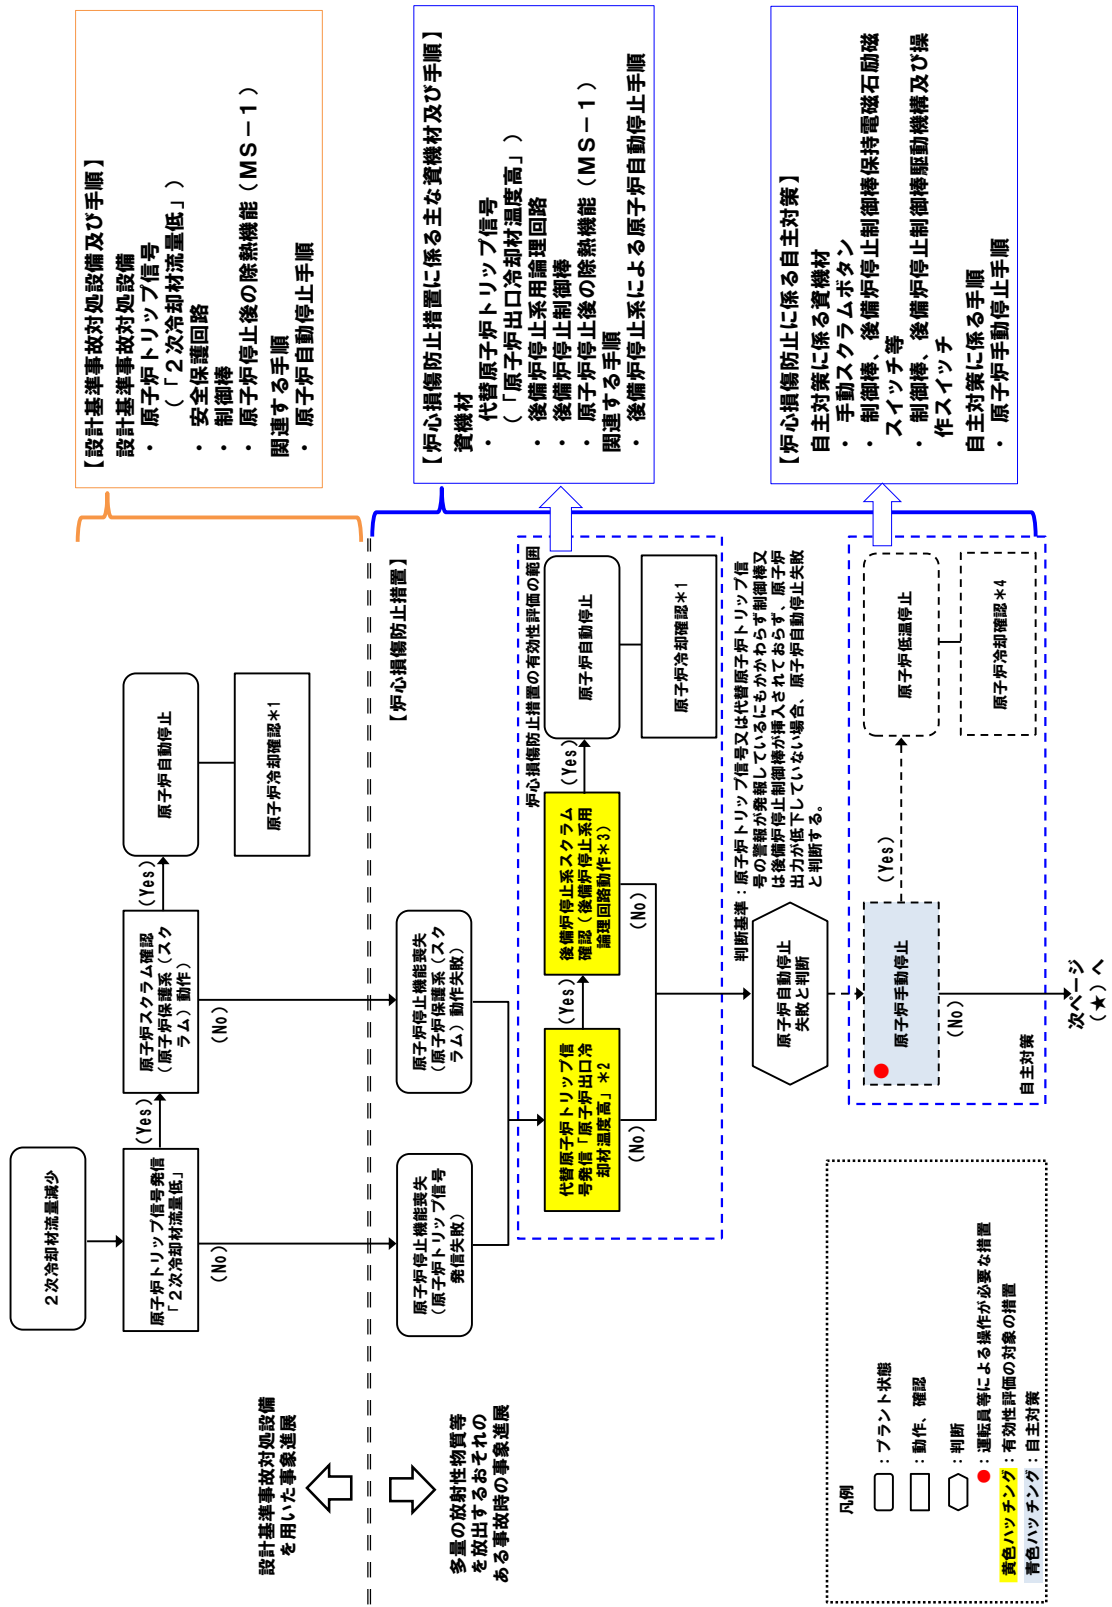 ２次冷却材流量減少
原子炉トリップ信号発信
「２次冷却材流量低」
(Yes)
(No)
原子炉スクラム確認
（原子炉保護系（スク
ラム）動作）
(Yes)
(No)
原子炉自動停止
原子炉冷却確認*1
【設計基準事故対処設備及び手順】
設計基準事故対処設備
・ 原子炉トリップ信号
（「２次冷却材流量低」）
・ 安全保護回路
・ 制御棒
・ 原子炉停止後の除熱機能（ＭＳ－１）
関連する手順
・ 原子炉自動停止手順
設計基準事故対処設備
を用いた事象進展
多量の放射性物質等
を放出するおそれの
ある事故時の事象進展
【炉心損傷防止措置】
原子炉停止機能喪失
（原子炉トリップ信号
発信失敗）
原子炉停止機能喪失
（原子炉保護系（スク
ラム）動作失敗）
炉心損傷防止措置の有効性評価の範囲
代替原子炉トリップ信
号発信「原子炉出口冷
却材温度高」*2
(Yes)
(No)
後備炉停止系スクラム
確認（後備炉停止系用
論理回路動作*3）
(Yes)
(No)
原子炉自動停止
原子炉冷却確認*1
【炉心損傷防止措置に係る主な資機材及び手順】
資機材
・ 代替原子炉トリップ信号
（「原子炉出口冷却材温度高」）
・ 後備炉停止系用論理回路
・ 後備炉停止制御棒
・ 原子炉停止後の除熱機能（ＭＳ－１）
関連する手順
・ 後備炉停止系による原子炉自動停止手順
原子炉自動停止
失敗と判断
判断基準：原子炉トリップ信号又は代替原子炉トリップ信
号の警報が発報しているにもかかわらず制御棒又
は後備炉停止制御棒が挿入されておらず、原子炉
出力が低下していない場合、原子炉自動停止失敗
と判断する。
原子炉手動停止
(Yes)
(No)
自主対策
原子炉低温停止
原子炉冷却確認*4
次ページ
（★）へ
【炉心損傷防止に係る自主対策】
自主対策に係る資機材
・ 手動スクラムボタン
・ 制御棒、後備炉停止制御棒保持電磁石励磁
スイッチ等
・ 制御棒、後備炉停止制御棒駆動機構及び操
作スイッチ
自主対策に係る手順
・ 原子炉手動停止手順
凡例
：プラント状態
：動作、確認
：判断
：運転員等による操作が必要な措置
黄色ハッチング：有効性評価の対象の措置
青色ハッチング：自主対策